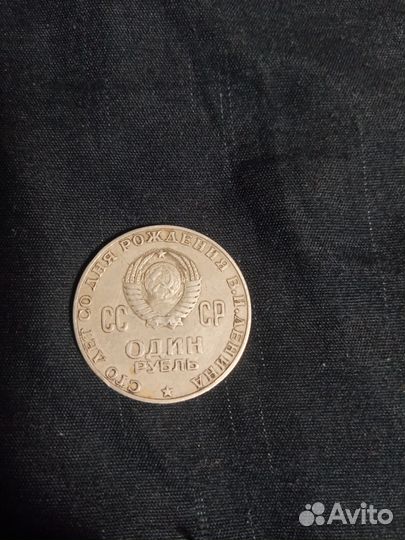 СТО ЛЕТ СО ДНЯ РОЖДЕНИЯ В.И.ЛЕНИНА
СС СР
ОДИН
РУБЛЬ
Avito